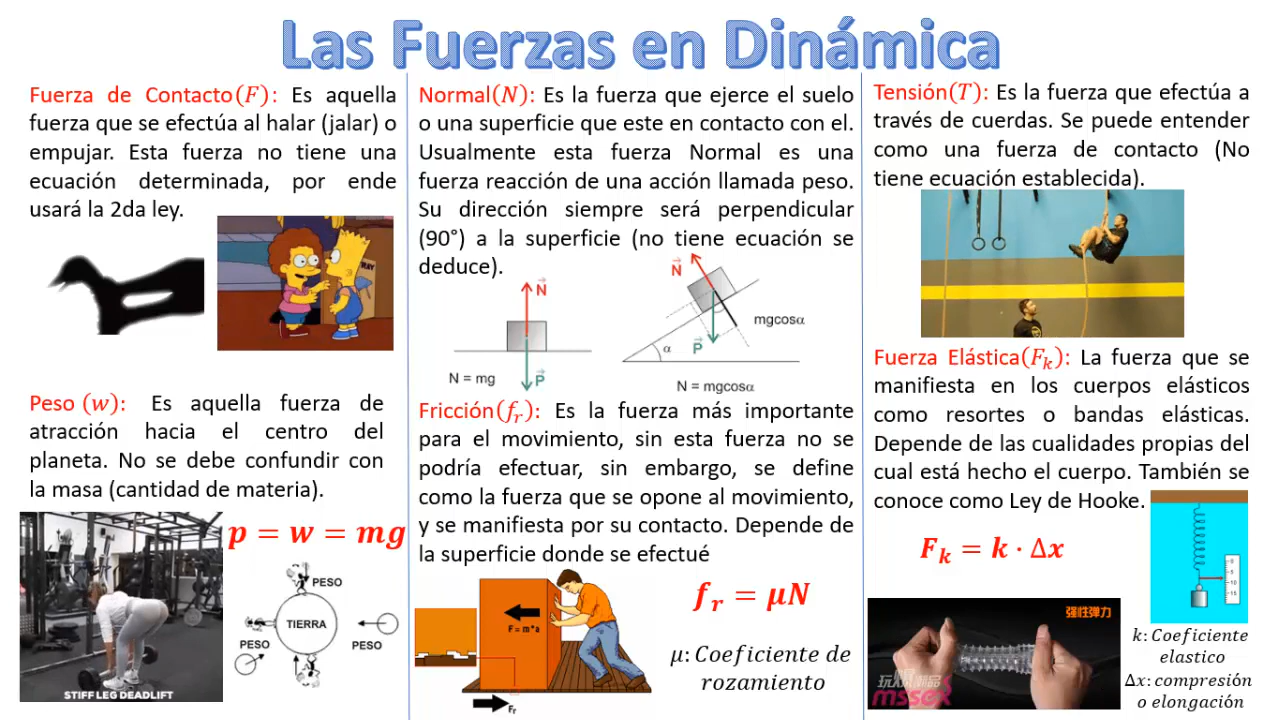 Las Fuerzas en Dinámica
Fuerza de Contacto(F): Es aquella
fuerza que se efectúa al halar (jalar) o
empujar. Esta fuerza no tiene una
ecuación determinada, por ende
usará la 2da ley.
Peso (w): Es aquella fuerza de
atracción hacia el centro del
planeta. No se debe confundir con
la masa (cantidad de materia).
p = w = mg
STIFF LEG DEADLIFT
PESO
TIERRA
PESO
PESO
Normal(N): Es la fuerza que ejerce el suelo
o una superficie que este en contacto con el.
Usualmente esta fuerza Normal es una
fuerza reacción de una acción llamada peso.
Su dirección siempre será perpendicular
(90°) a la superficie (no tiene ecuación se
deduce).
N
P
N = mg
N
P
α
mgcosα
N = mgcosα
Fricción(fr): Es la fuerza más importante
para el movimiento, sin esta fuerza no se
podría efectuar, sin embargo, se define
como la fuerza que se opone al movimiento,
y se manifiesta por su contacto. Depende de
la superficie donde se efectué
F = m*a
Fr
fr = μN
μ: Coeficiente de
rozamiento
Tensión(T): Es la fuerza que efectúa a
través de cuerdas. Se puede entender
como una fuerza de contacto (No
tiene ecuación establecida).
Fuerza Elástica(Fk): La fuerza que se
manifiesta en los cuerpos elásticos
como resortes o bandas elásticas.
Depende de las cualidades propias del
cual está hecho el cuerpo. También se
conoce como Ley de Hooke.
Fk = k · Δx
0
5
10
15
强性弹力
k: Coeficiente
elastico
Δx: compresión
o elongación